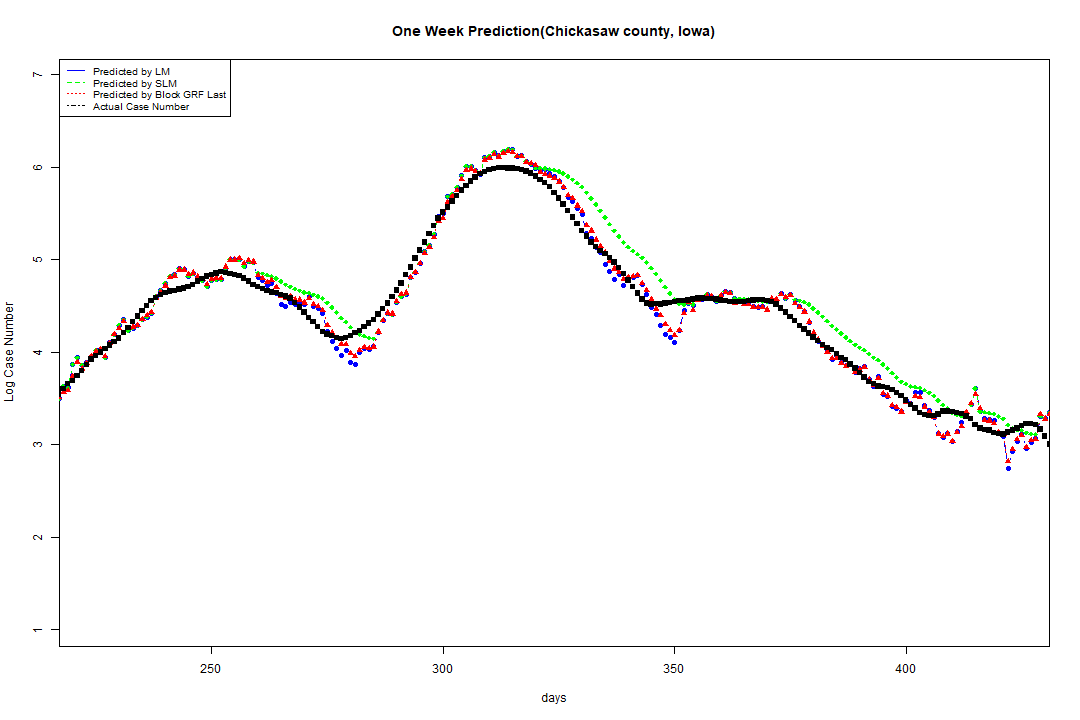 One Week Prediction(Chickasaw county, Iowa)
Predicted by LM
Predicted by SLM
Predicted by Block GRF Last
Actual Case Number
7
6
5
4
3
2
1
Log Case Number
250 300 350 400
days